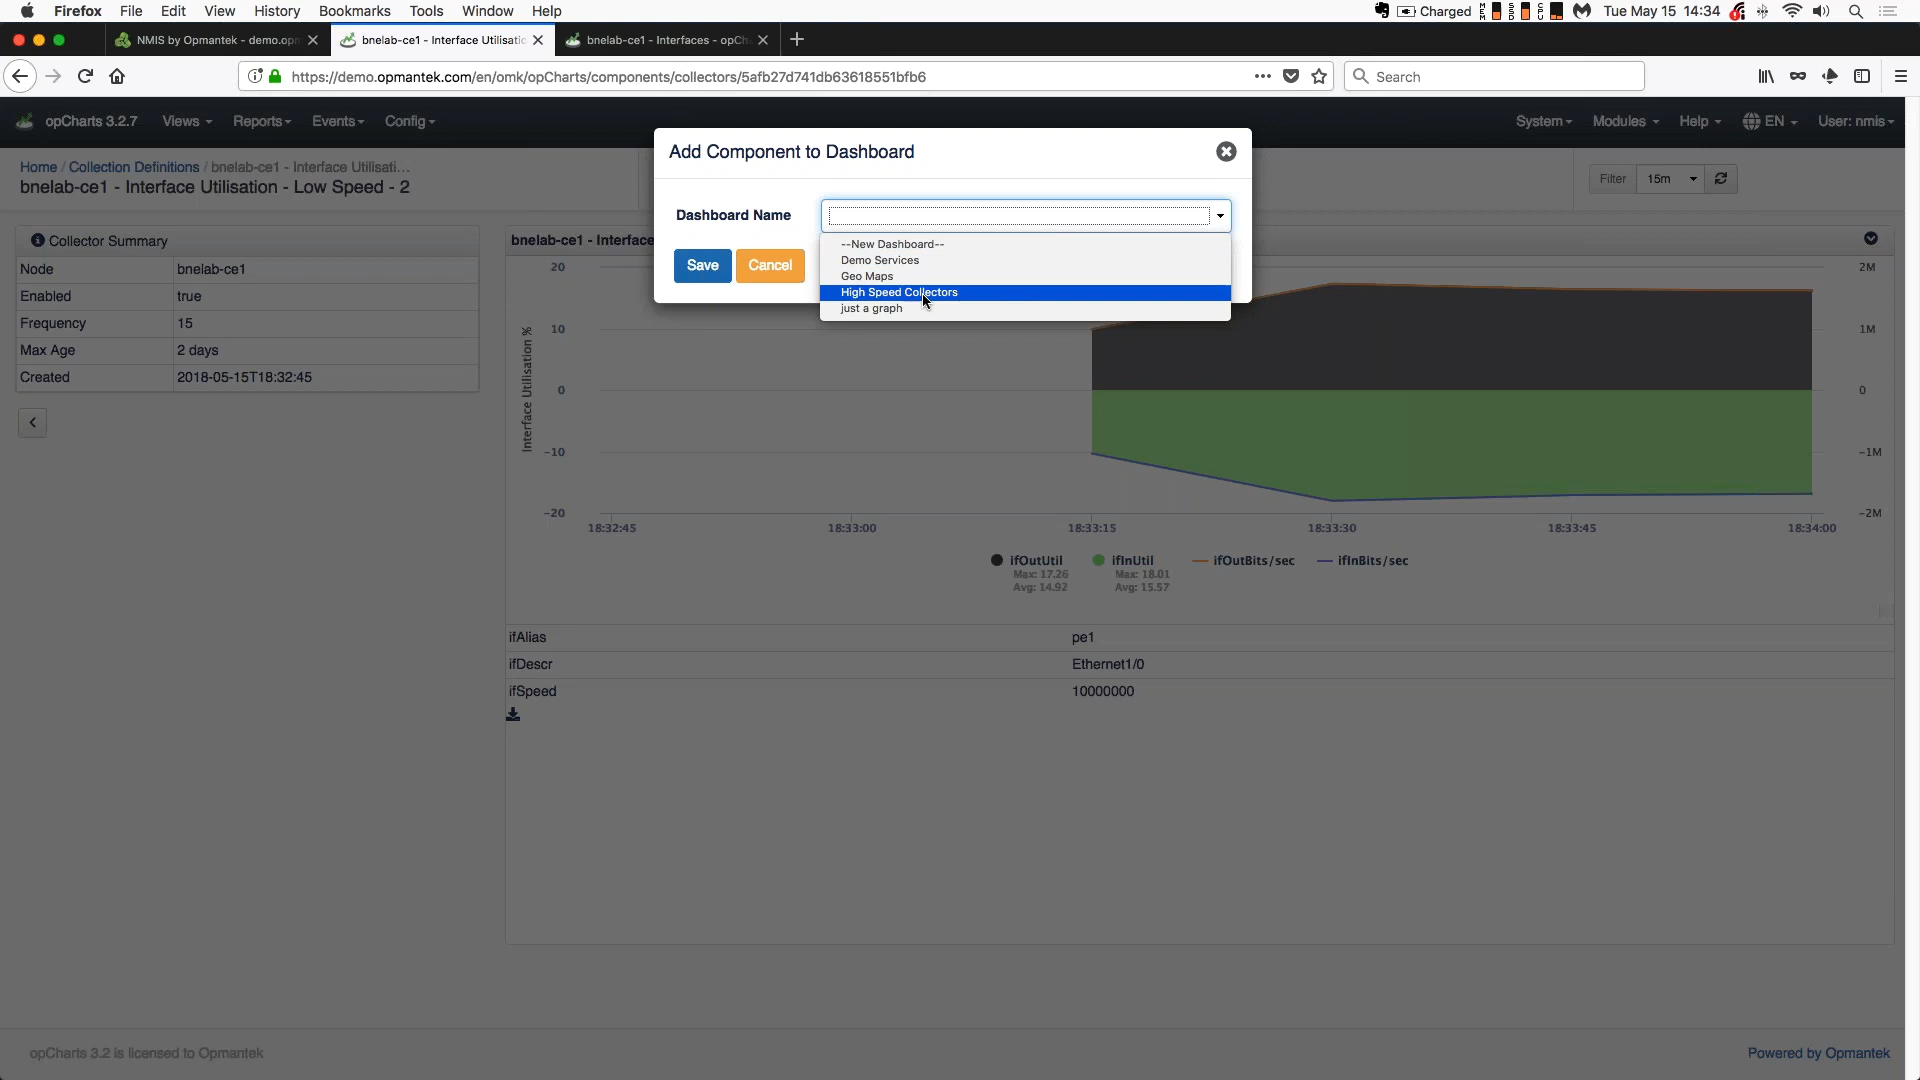 Firefox File Edit View History Bookmarks Tools Window Help Charged MEM SSD CPU Tue May 15 14:34
NMIS by Opmantek - demo.opm bnelab-ce1 - Interface Utilisatio bnelab-ce1 - Interfaces - opCh
https://demo.opmantek.com/en/omk/opCharts/components/collectors/5afb27d741db63618551bfb6 Search
opCharts 3.2.7 Views Reports Events Config System Modules Help EN User: nmis
Home / Collection Definitions / bnelab-ce1 - Interface Utilisati...
bnelab-ce1 - Interface Utilisation - Low Speed - 2
Filter 15m
Add Component to Dashboard
Dashboard Name
--New Dashboard--
Demo Services
Geo Maps
High Speed Collectors
just a graph
Save Cancel
Collector Summary
Node bnelab-ce1
Enabled true
Frequency 15
Max Age 2 days
Created 2018-05-15T18:32:45
bnelab-ce1 - Interface
Interface Utilisation %
20 2M
10 1M
0 0
-10 -1M
-20 -2M
18:32:45 18:33:00 18:33:15 18:33:30 18:33:45 18:34:00
ifOutUtil ifInUtil ifOutBits/sec ifInBits/sec
Max: 17.26 Max: 18.01
Avg: 14.92 Avg: 15.57
ifAlias pe1
ifDescr Ethernet1/0
ifSpeed 10000000
opCharts 3.2 is licensed to Opmantek Powered by Opmantek